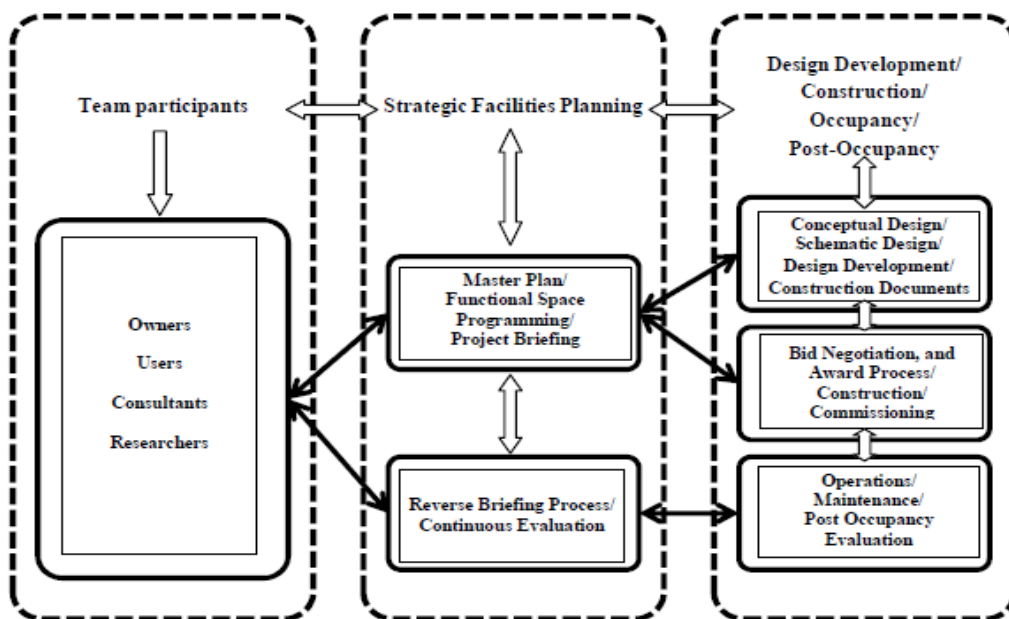 Team participants
Owners
Users
Consultants
Researchers
Strategic Facilities Planning
Master Plan/
Functional Space
Programming/
Project Briefing
Reverse Briefing Process/
Continuous Evaluation
Design Development/
Construction/
Occupancy/
Post-Occupancy
Conceptual Design/
Schematic Design/
Design Development/
Construction Documents
Bid Negotiation, and
Award Process/
Construction/
Commissioning
Operations/
Maintenance/
Post Occupancy
Evaluation